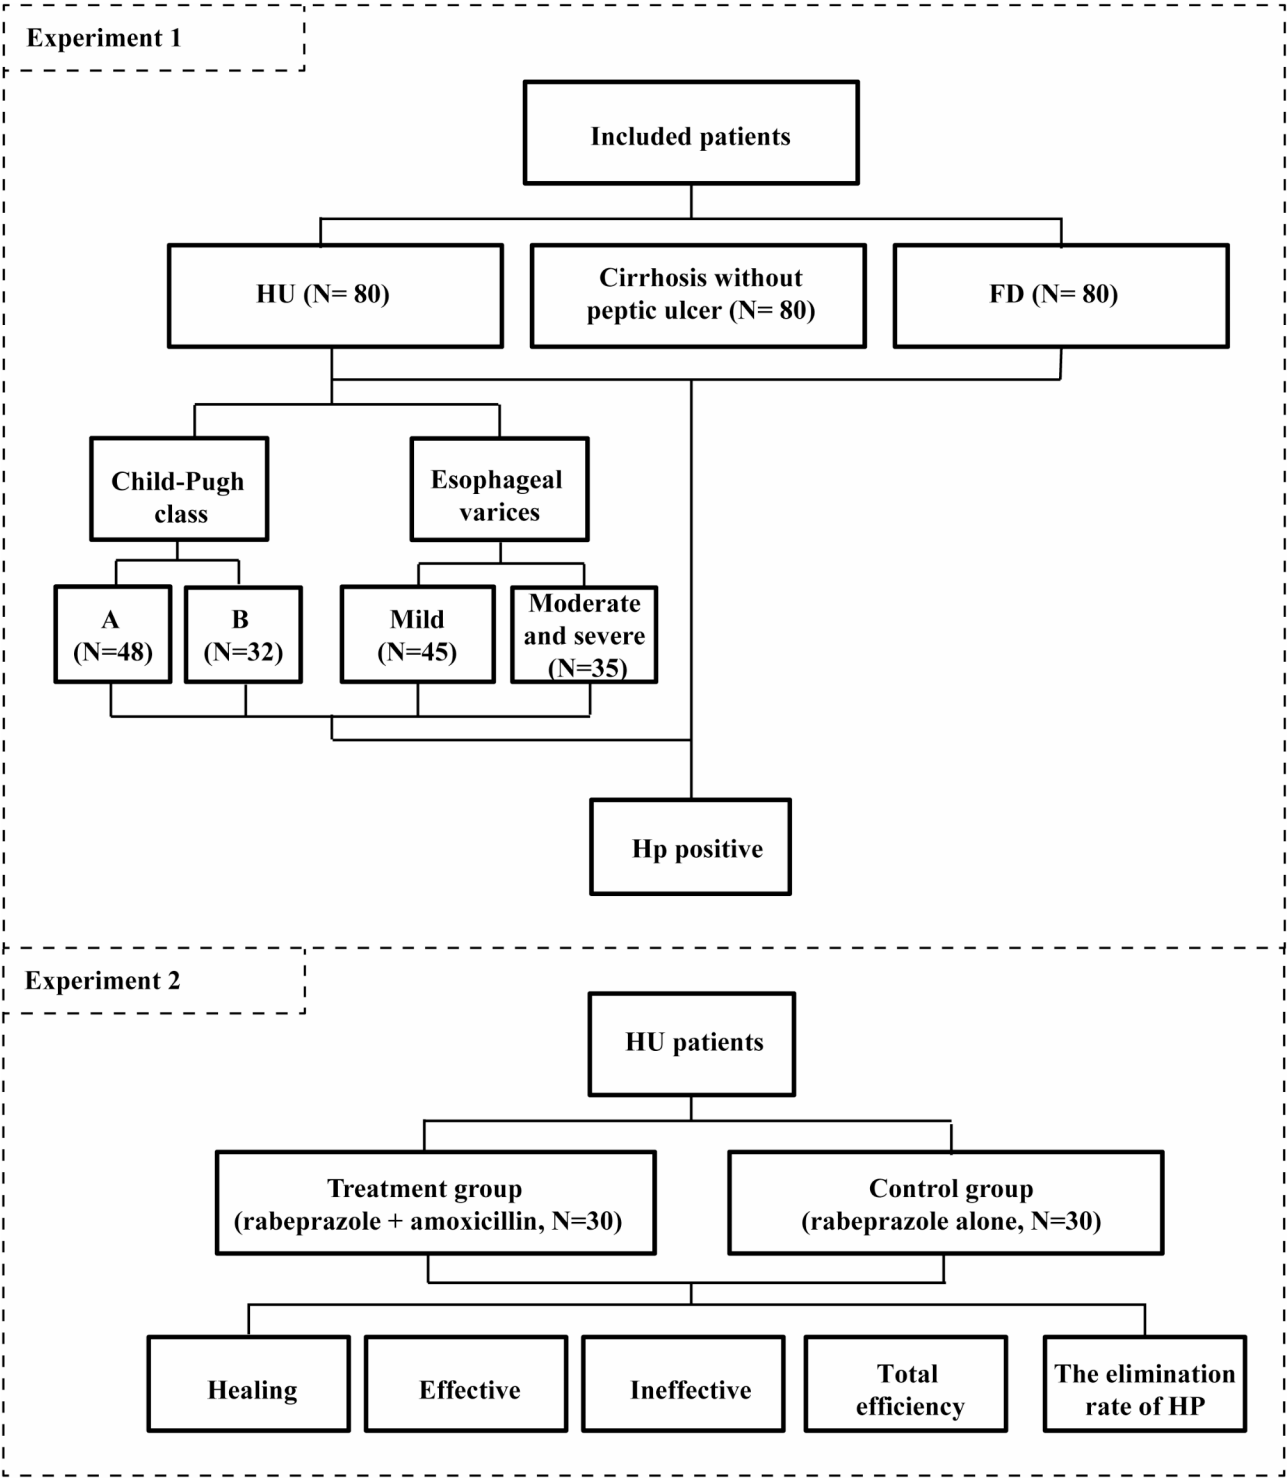 Experiment 1
Included patients
HU (N= 80)
Cirrhosis without
peptic ulcer (N= 80)
FD (N= 80)
Child-Pugh
class
Esophageal
varices
A
(N=48)
B
(N=32)
Mild
(N=45)
Moderate
and severe
(N=35)
Hp positive
Experiment 2
HU patients
Treatment group
(rabeprazole + amoxicillin, N=30)
Control group
(rabeprazole alone, N=30)
Healing
Effective
Ineffective
Total
efficiency
The elimination
rate of HP